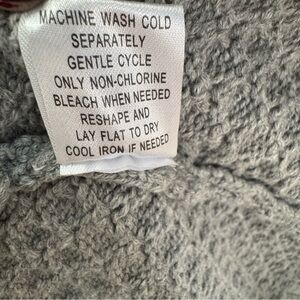 MACHINE WASH COLD
SEPARATELY
GENTLE CYCLE
ONLY NON-CHLORINE
BLEACH WHEN NEEDED
RESHAPE AND
LAY FLAT TO DRY
COOL IRON IF NEEDED